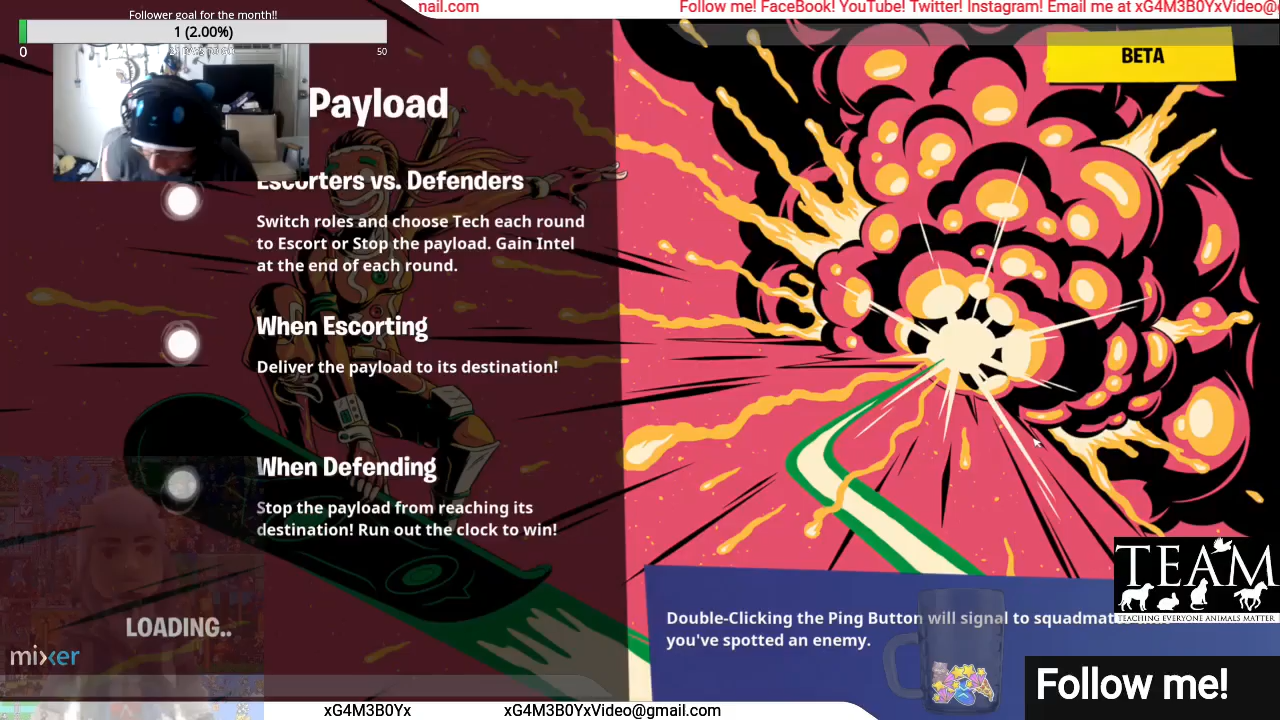 Follower goal for the month!!
1 (2.00%)
0
50
nail.com
Follow me! FaceBook! YouTube! Twitter! Instagram! Email me at xG4M3B0YxVideo@
BETA
Payload
Escorters vs. Defenders
Switch roles and choose Tech each round
to Escort or Stop the payload. Gain Intel
at the end of each round.
When Escorting
Deliver the payload to its destination!
When Defending
Stop the payload from reaching its
destination! Run out the clock to win!
LOADING..
mixer
Double-Clicking the Ping Button will signal to squadmat
you've spotted an enemy.
TEAM
TEACHING EVERYONE ANIMALS MATTER
Follow me!
xG4M3B0Yx
xG4M3B0YxVideo@gmail.com